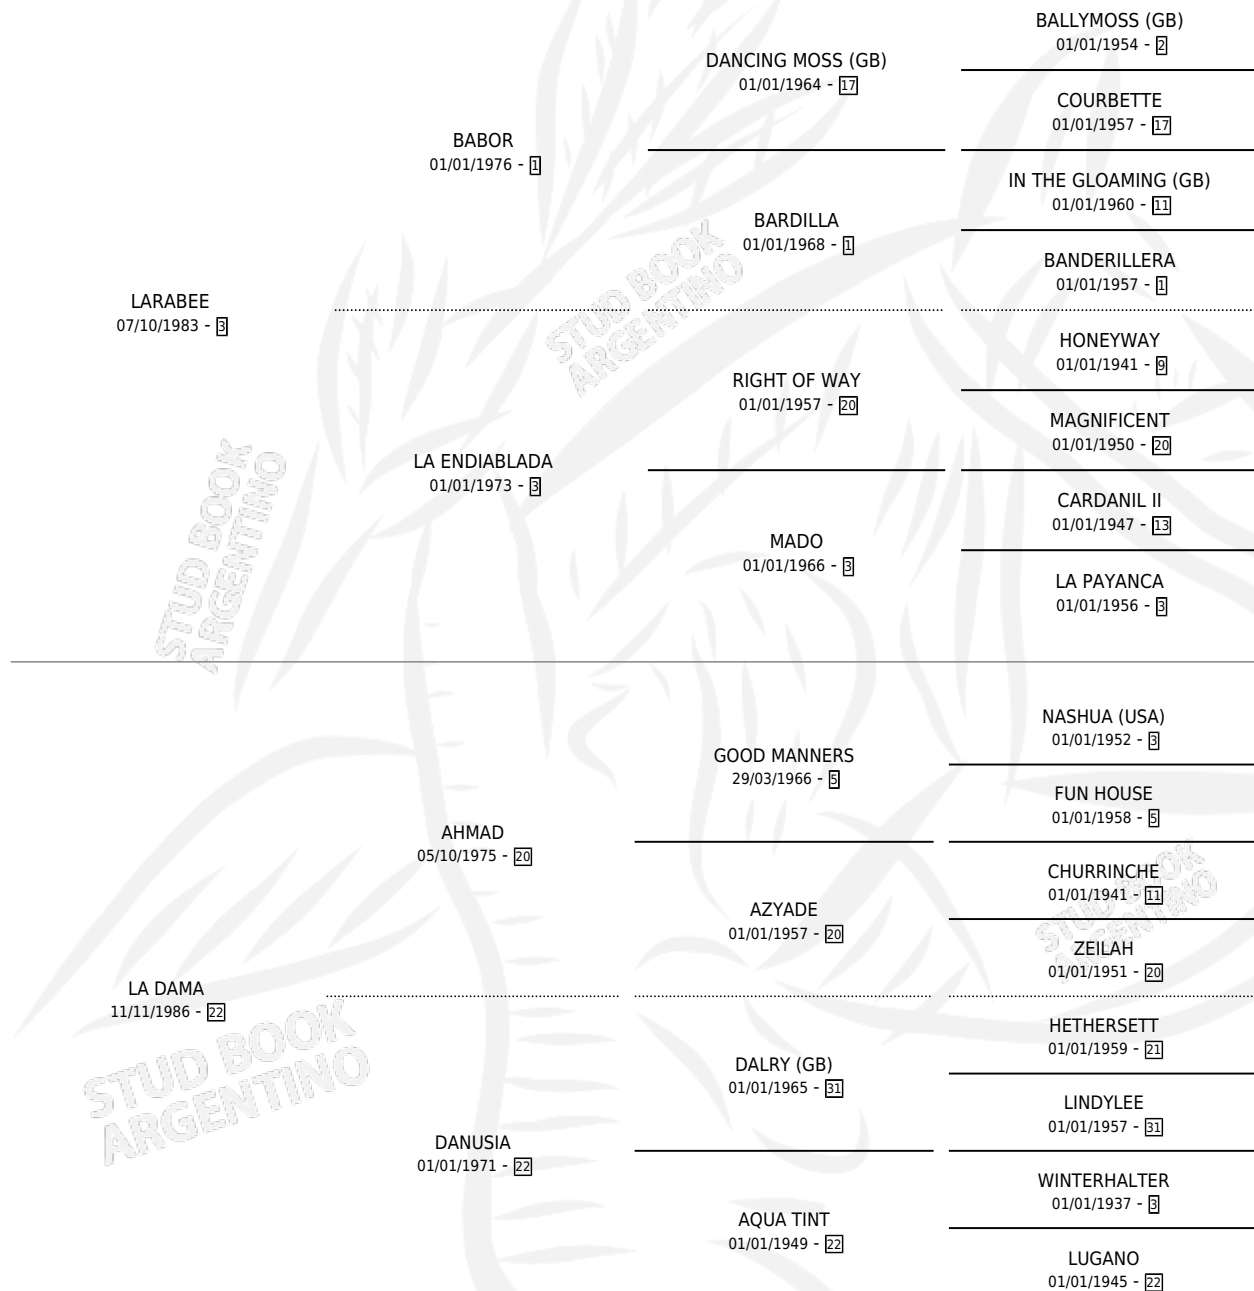 BALLYMOSS (GB)
01/01/1954 - 2
DANCING MOSS (GB)
01/01/1964 - 17
COURBETTE
01/01/1957 - 17
BABOR
01/01/1976 - 1
IN THE GLOAMING (GB)
01/01/1960 - 11
BARDILLA
01/01/1968 - 1
BANDERILLERA
01/01/1957 - 1
LARABEE
07/10/1983 - 3
STUD BOOK
ARGENTINO
HONEYWAY
01/01/1941 - 9
RIGHT OF WAY
01/01/1957 - 20
MAGNIFICENT
01/01/1950 - 20
LA ENDIABLADA
01/01/1973 - 3
CARDANIL II
01/01/1947 - 13
MADO
01/01/1966 - 3
LA PAYANCA
01/01/1956 - 3
STUD BOOK
ARGENTINO
NASHUA (USA)
01/01/1952 - 3
GOOD MANNERS
29/03/1966 - 5
FUN HOUSE
01/01/1958 - 5
AHMAD
05/10/1975 - 20
CHURRINCHE
01/01/1941 - 11
AZYADE
01/01/1957 - 20
STUD BOOK
ARGENTINO
ZEILAH
01/01/1951 - 20
LA DAMA
11/11/1986 - 22
HETHERSETT
01/01/1959 - 21
DALRY (GB)
01/01/1965 - 31
LINDYLEE
01/01/1957 - 31
STUD BOOK
ARGENTINO
DANUSIA
01/01/1971 - 22
WINTERHALTER
01/01/1937 - 3
AQUA TINT
01/01/1949 - 22
LUGANO
01/01/1945 - 22